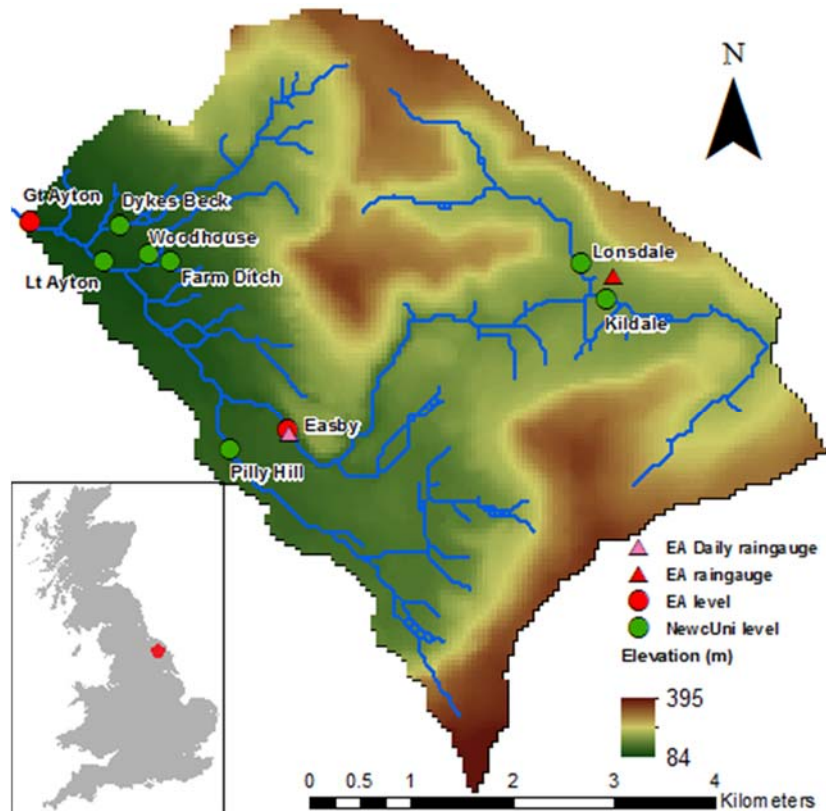 N
Gt Ayton
Dykes Beck
Woodhouse
Lt Ayton
Farm Ditch
Lonsdale
Kildale
Easby
Pilly Hill
EA Daily raingauge
EA raingauge
EA level
NewcUni level
Elevation (m)
395
84
0 0.5 1 2 3 4
Kilometers